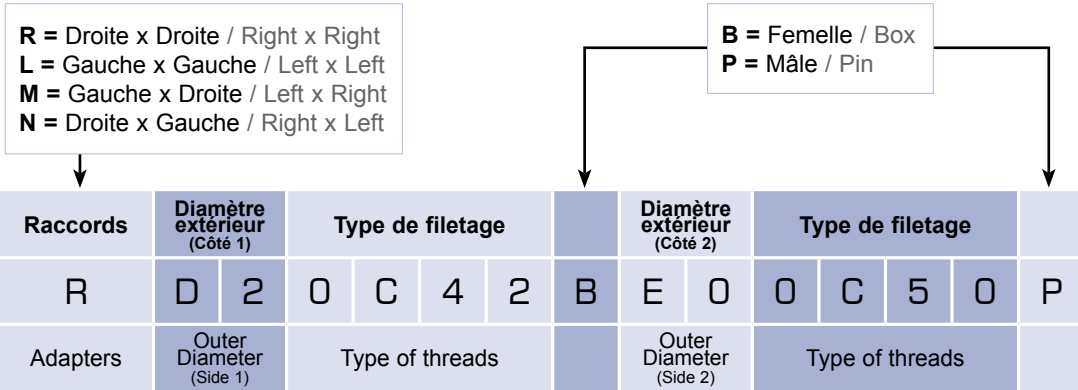 R = Droite x Droite / Right x Right
L = Gauche x Gauche / Left x Left
M = Gauche x Droite / Left x Right
N = Droite x Gauche / Right x Left
B = Femelle / Box
P = Mâle / Pin
Raccords
Diamètre
extérieur
(Côté 1)
Type de filetage
Diamètre
extérieur
(Côté 2)
Type de filetage
R D 2 0 C 4 2 B E 0 0 C 5 0 P
Adapters
Outer
Diameter
(Side 1)
Type of threads
Outer
Diameter
(Side 2)
Type of threads